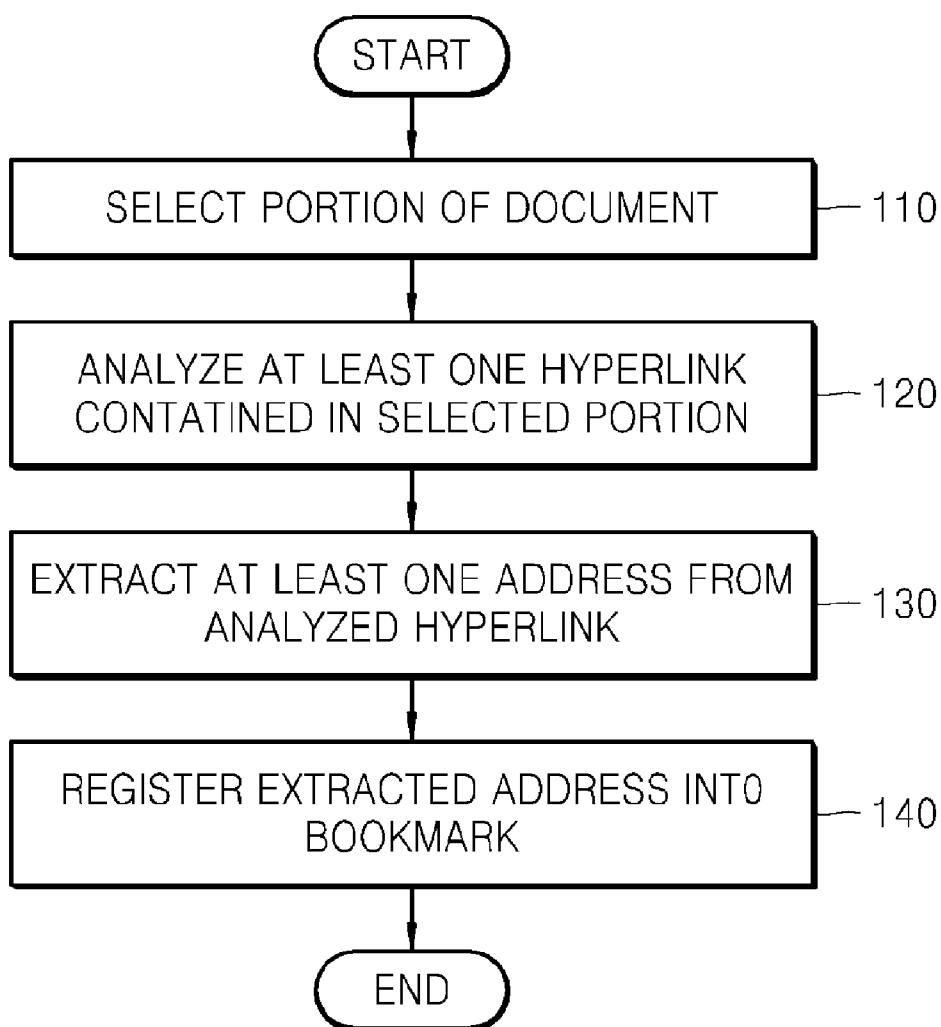 START
SELECT PORTION OF DOCUMENT
110
ANALYZE AT LEAST ONE HYPERLINK
CONTATINED IN SELECTED PORTION
120
EXTRACT AT LEAST ONE ADDRESS FROM
ANALYZED HYPERLINK
130
REGISTER EXTRACTED ADDRESS INT0
BOOKMARK
140
END